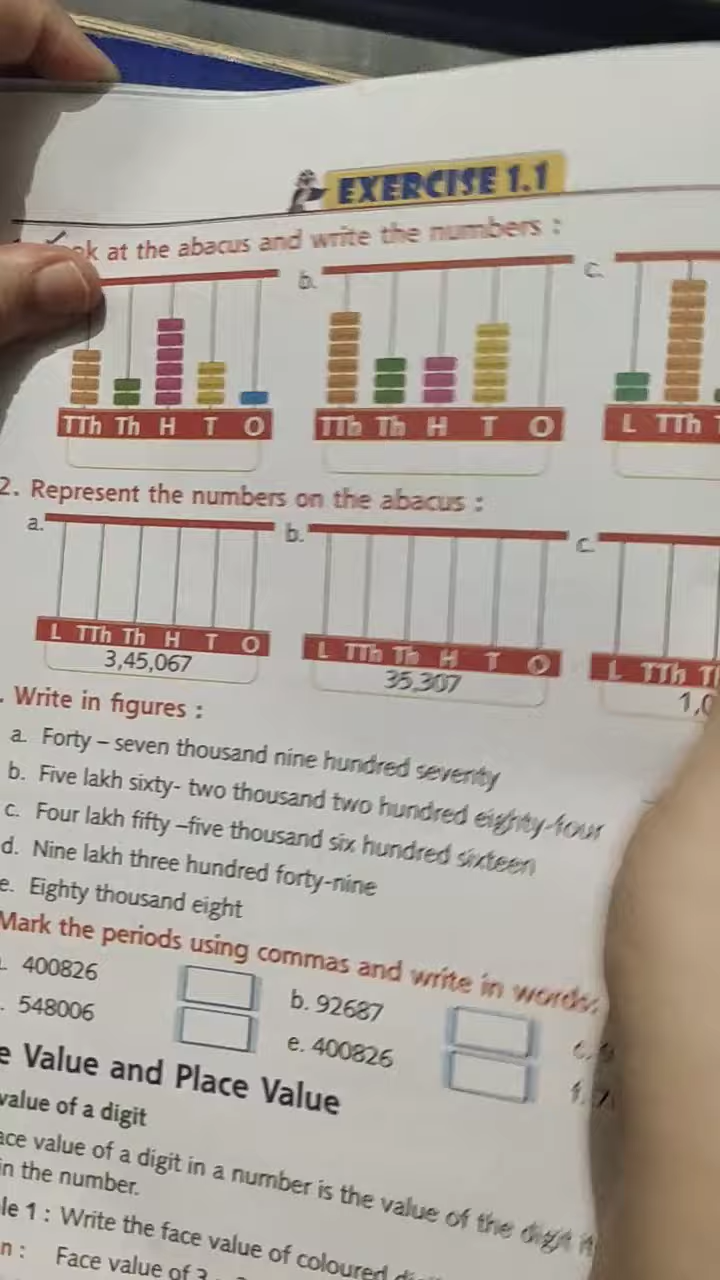 EXERCISE 1.1
at the abacus and write the numbers :
b.
c.
TTh Th H T O
TTh Th H T O
L TTh
2. Represent the numbers on the abacus :
a.
b.
c.
L TTh Th H T O
L TTh Th H T O
L TTh
3,45,067
35,307
Write in figures :
a. Forty – seven thousand nine hundred seventy
b. Five lakh sixty- two thousand two hundred eighty-four
c. Four lakh fifty –five thousand six hundred sixteen
d. Nine lakh three hundred forty-nine
e. Eighty thousand eight
Mark the periods using commas and write in words:
400826
b. 92687
548006
e. 400826
Value and Place Value
value of a digit
value of a digit in a number is the value of the digit
in the number.
1 : Write the face value of coloured
Face value of 3